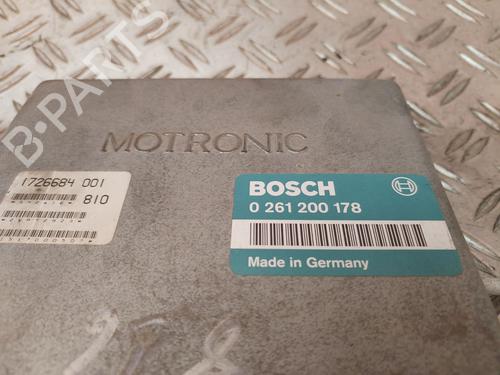 B-PARTS
MOTRONIC
1726684 001
810
BOSCH
0 261 200 178
Made in Germany